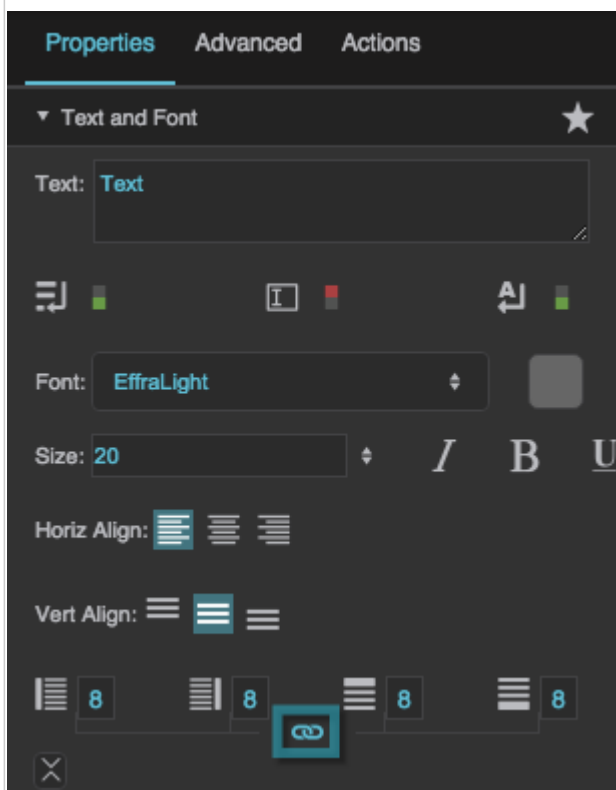 Properties Advanced Actions
Text and Font
Text: Text
A
Font: EffraLight
Size: 20 I B U
Horiz Align:
Vert Align:
8 8 8 8